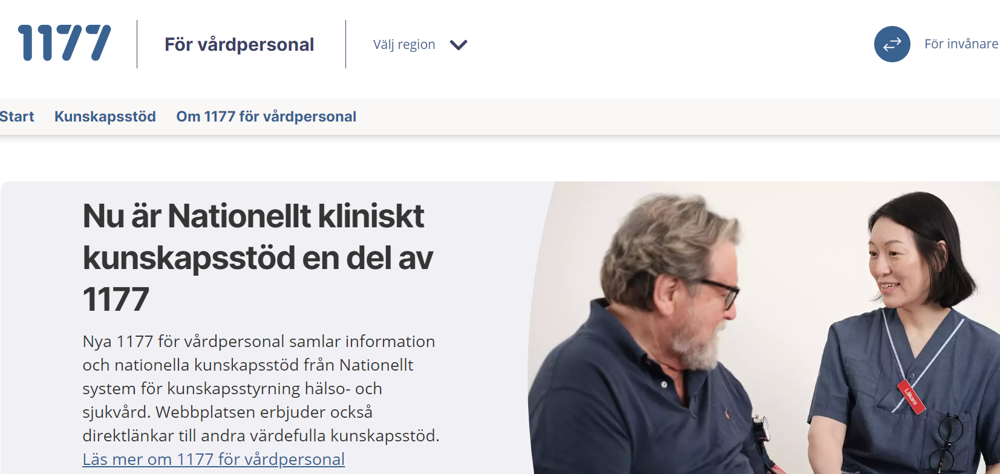 1177
För vårdpersonal
Välj region
För invånare
Start
Kunskapsstöd
Om 1177 för vårdpersonal
Nu är Nationellt kliniskt
kunskapsstöd en del av
1177
Nya 1177 för vårdpersonal samlar information
och nationella kunskapsstöd från Nationellt
system för kunskapsstyrning hälso- och
sjukvård. Webbplatsen erbjuder också
direktlänkar till andra värdefulla kunskapsstöd.
Läs mer om 1177 för vårdpersonal
Läkare